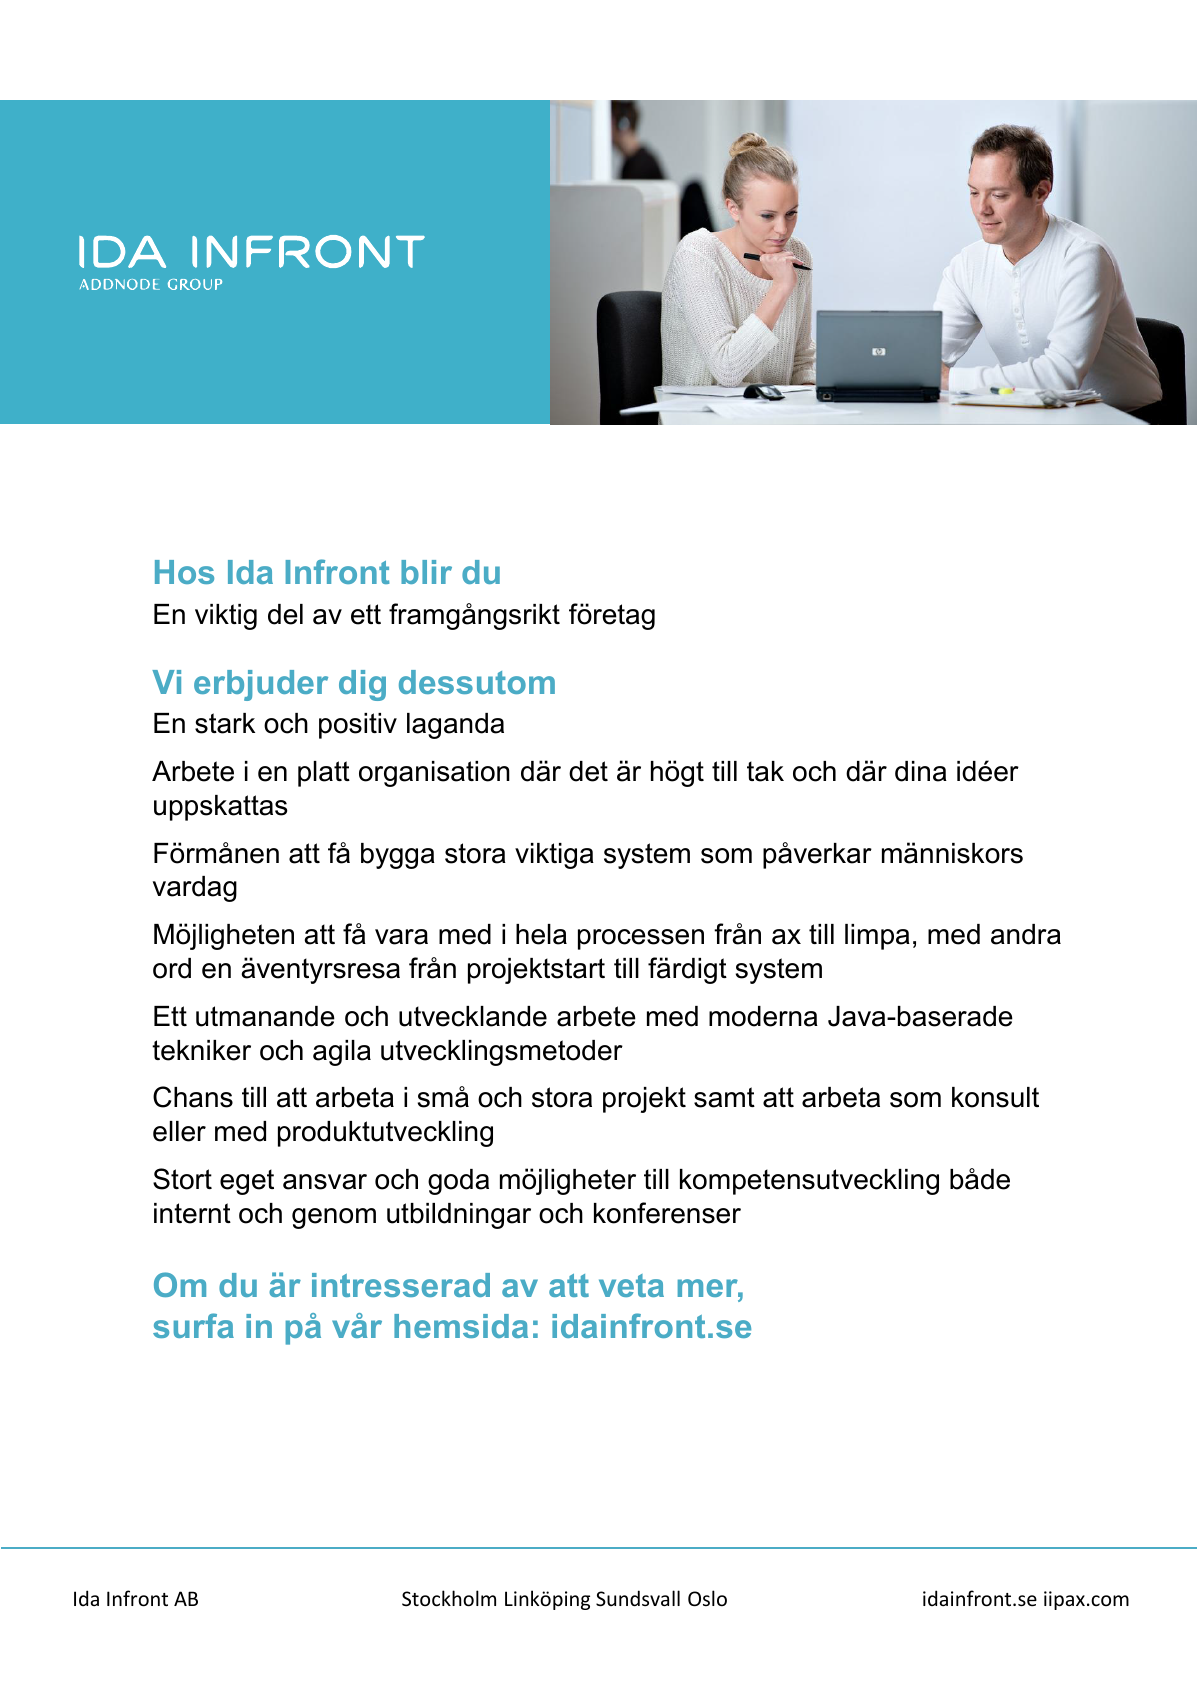 IDA INFRONT
ADDNODE GROUP
Hos Ida Infront blir du
En viktig del av ett framgångsrikt företag
Vi erbjuder dig dessutom
En stark och positiv laganda
Arbete i en platt organisation där det är högt till tak och där dina idéer
uppskattas
Förmånen att få bygga stora viktiga system som påverkar människors
vardag
Möjligheten att få vara med i hela processen från ax till limpa, med andra
ord en äventyrsresa från projektstart till färdigt system
Ett utmanande och utvecklande arbete med moderna Java-baserade
tekniker och agila utvecklingsmetoder
Chans till att arbeta i små och stora projekt samt att arbeta som konsult
eller med produktutveckling
Stort eget ansvar och goda möjligheter till kompetensutveckling både
internt och genom utbildningar och konferenser
Om du är intresserad av att veta mer,
surfa in på vår hemsida: idainfront.se
Ida Infront AB Stockholm Linköping Sundsvall Oslo idainfront.se iipax.com